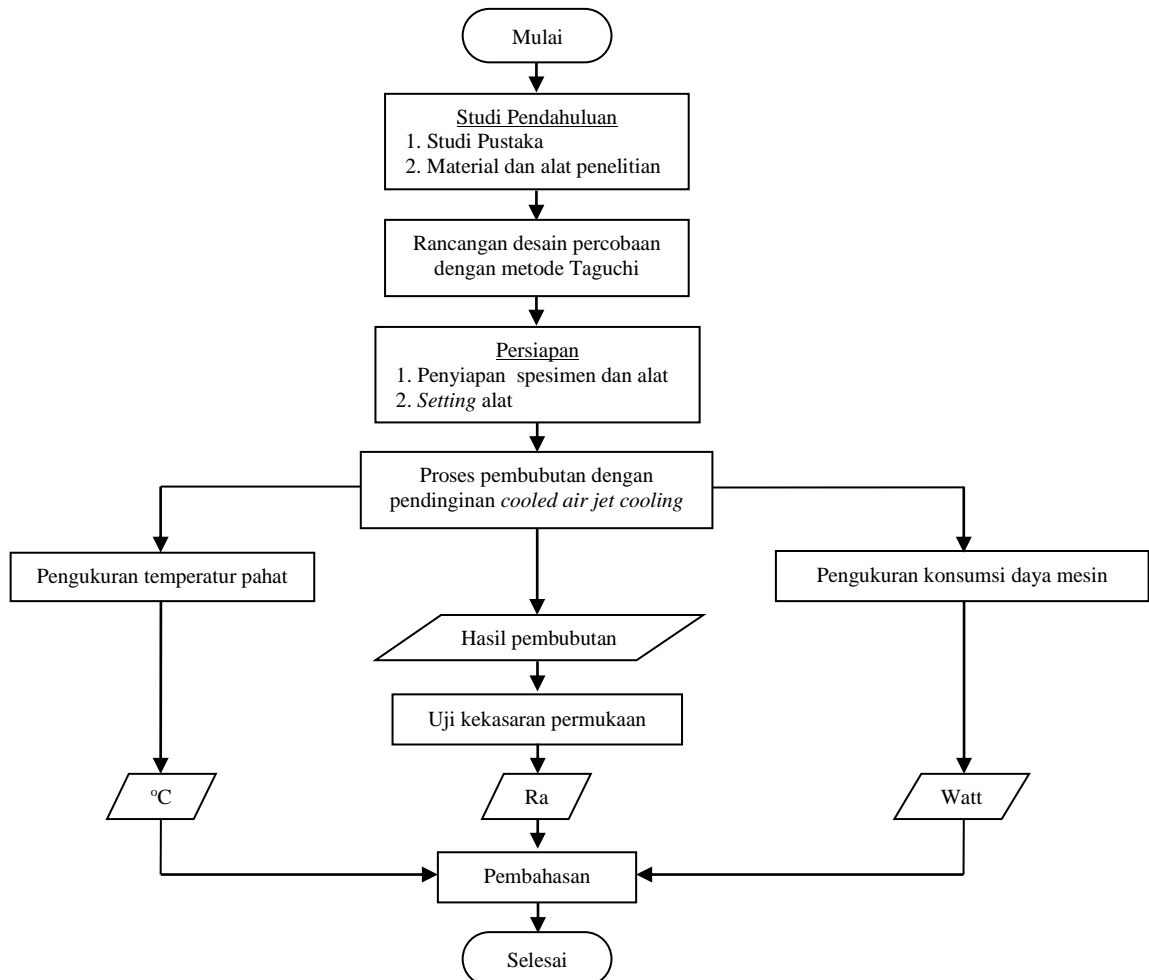 Mulai
Studi Pendahuluan
1. Studi Pustaka
2. Material dan alat penelitian
Rancangan desain percobaan
dengan metode Taguchi
Persiapan
1. Penyiapan spesimen dan alat
2. Setting alat
Proses pembubutan dengan
pendinginan cooled air jet cooling
Pengukuran temperatur pahat
Pengukuran konsumsi daya mesin
Hasil pembubutan
Uji kekasaran permukaan
°C
Ra
Watt
Pembahasan
Selesai